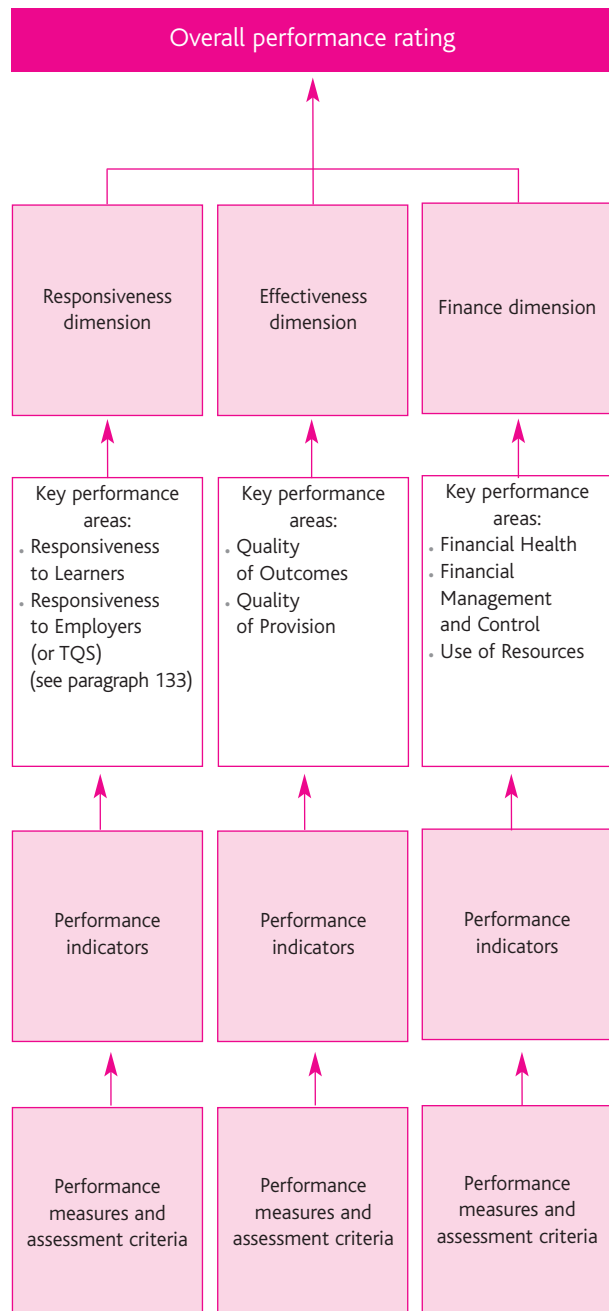 Overall performance rating
Responsiveness
dimension
Effectiveness
dimension
Finance dimension
Key performance
areas:
. Responsiveness
to Learners
. Responsiveness
to Employers
(or TQS)
(see paragraph 133)
Key performance
areas:
. Quality
of Outcomes
. Quality
of Provision
Key performance
areas:
. Financial Health
. Financial
Management
and Control
. Use of Resources
Performance
indicators
Performance
indicators
Performance
indicators
Performance
measures and
assessment criteria
Performance
measures and
assessment criteria
Performance
measures and
assessment criteria